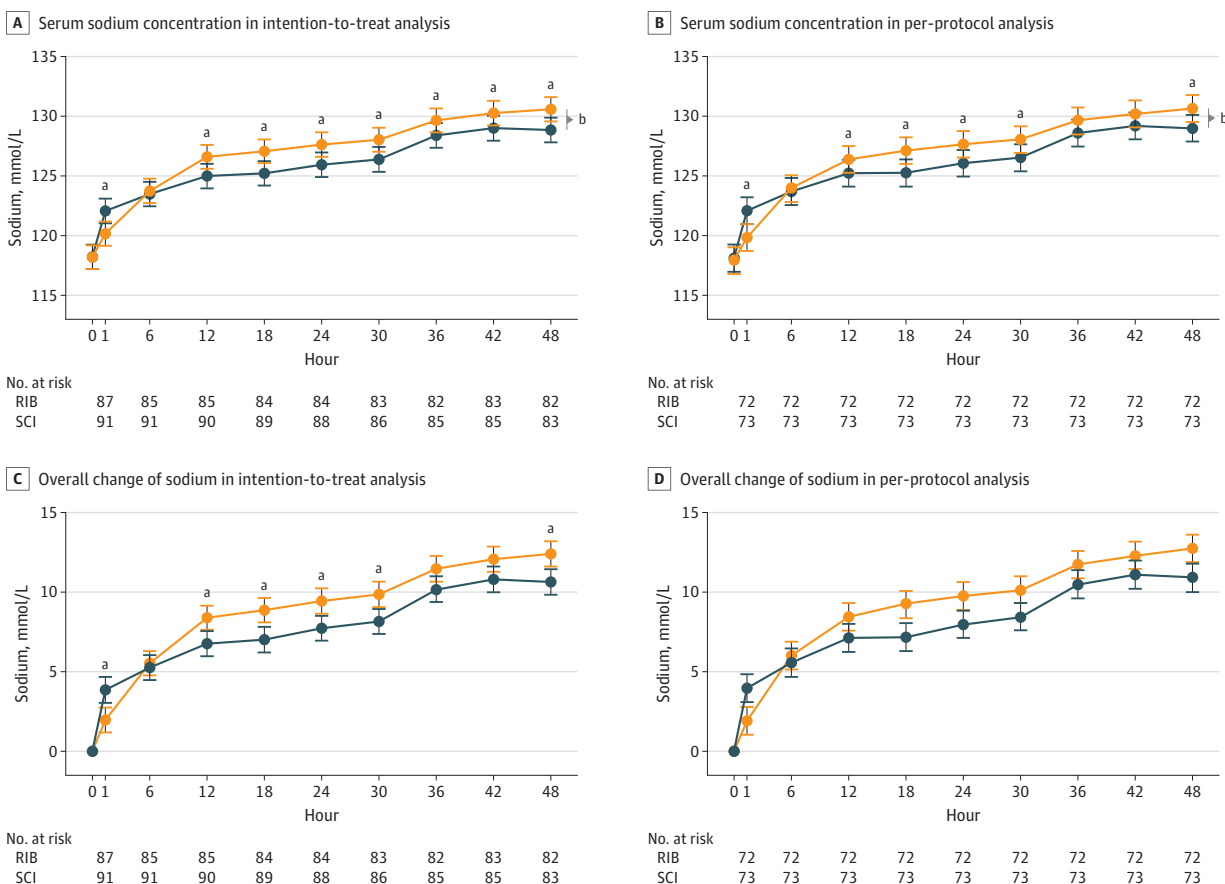 A Serum sodium concentration in intention-to-treat analysis
135
130
125
120
115
Sodium, mmol/L
a a a a a a a a
b
0 1 6 12 18 24 30 36 42 48
Hour
No. at risk
RIB 87 85 85 84 84 83 82 83 82
SCI 91 91 90 89 88 86 85 85 83
B Serum sodium concentration in per-protocol analysis
135
130
125
120
115
Sodium, mmol/L
a a a a a a
b
0 1 6 12 18 24 30 36 42 48
Hour
No. at risk
RIB 72 72 72 72 72 72 72 72 72
SCI 73 73 73 73 73 73 73 73 73
C Overall change of sodium in intention-to-treat analysis
15
10
5
0
Sodium, mmol/L
a a a a a a
0 1 6 12 18 24 30 36 42 48
Hour
No. at risk
RIB 87 85 85 84 84 83 82 83 82
SCI 91 91 90 89 88 86 85 85 83
D Overall change of sodium in per-protocol analysis
15
10
5
0
Sodium, mmol/L
0 1 6 12 18 24 30 36 42 48
Hour
No. at risk
RIB 72 72 72 72 72 72 72 72 72
SCI 73 73 73 73 73 73 73 73 73